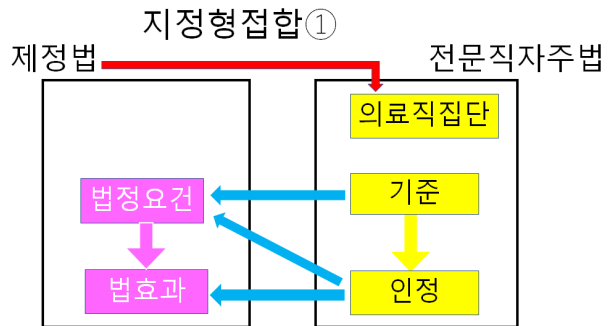 지정형접합①
제정법
전문직자주법
의료직집단
법정요건
기준
법효과
인정